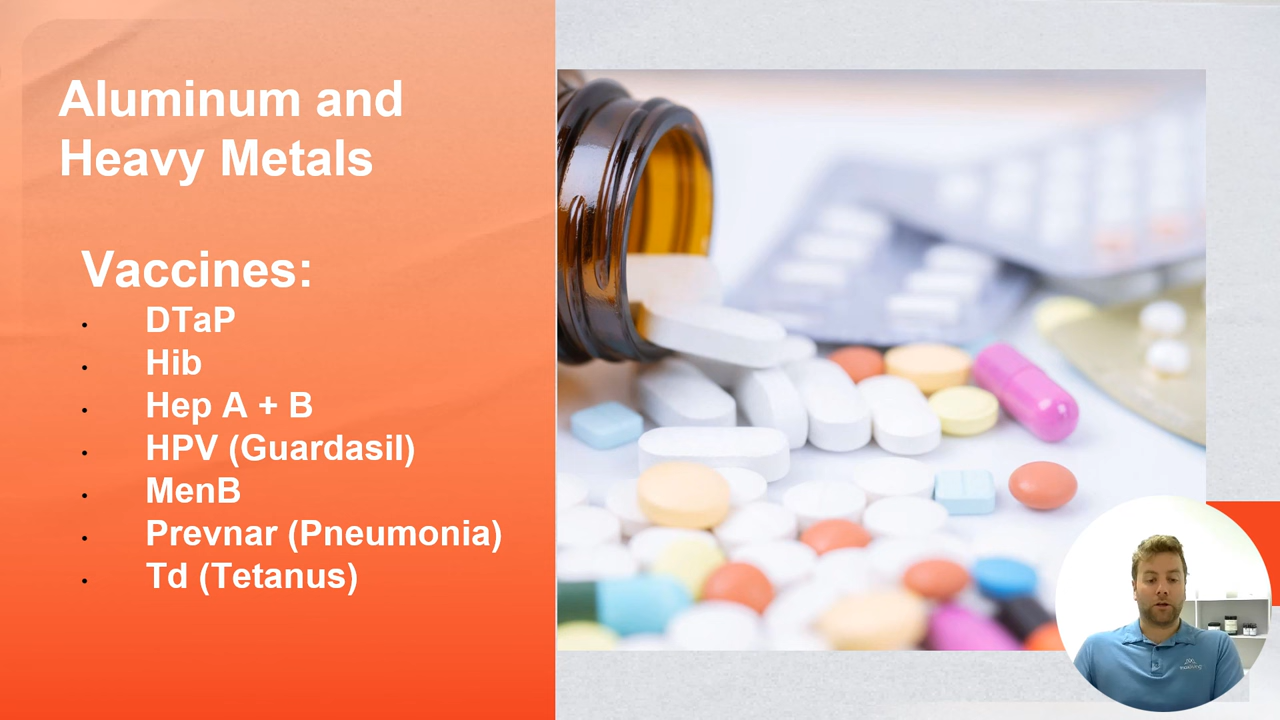 Aluminum and
Heavy Metals
Vaccines:
• DTaP
• Hib
• Hep A + B
• HPV (Guardasil)
• MenB
• Prevnar (Pneumonia)
• Td (Tetanus)